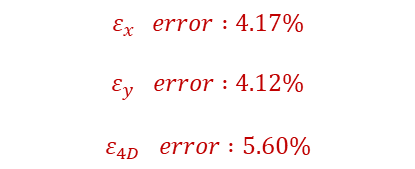 εx error : 4.17%
εy error : 4.12%
ε4D error : 5.60%